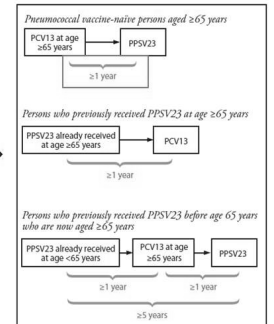 Pneumococcal vaccine-naïve persons aged ≥65 years
PCV13 at age
≥65 years
PPSV23
≥1 year
Persons who previously received PPSV23 at age ≥65 years
PPSV23 already received
at age ≥65 years
PCV13
≥1 year
Persons who previously received PPSV23 before age 65 years
who are now aged ≥65 years
PPSV23 already received
at age <65 years
PCV13 at age
≥65 years
PPSV23
≥1 year
≥1 year
≥5 years